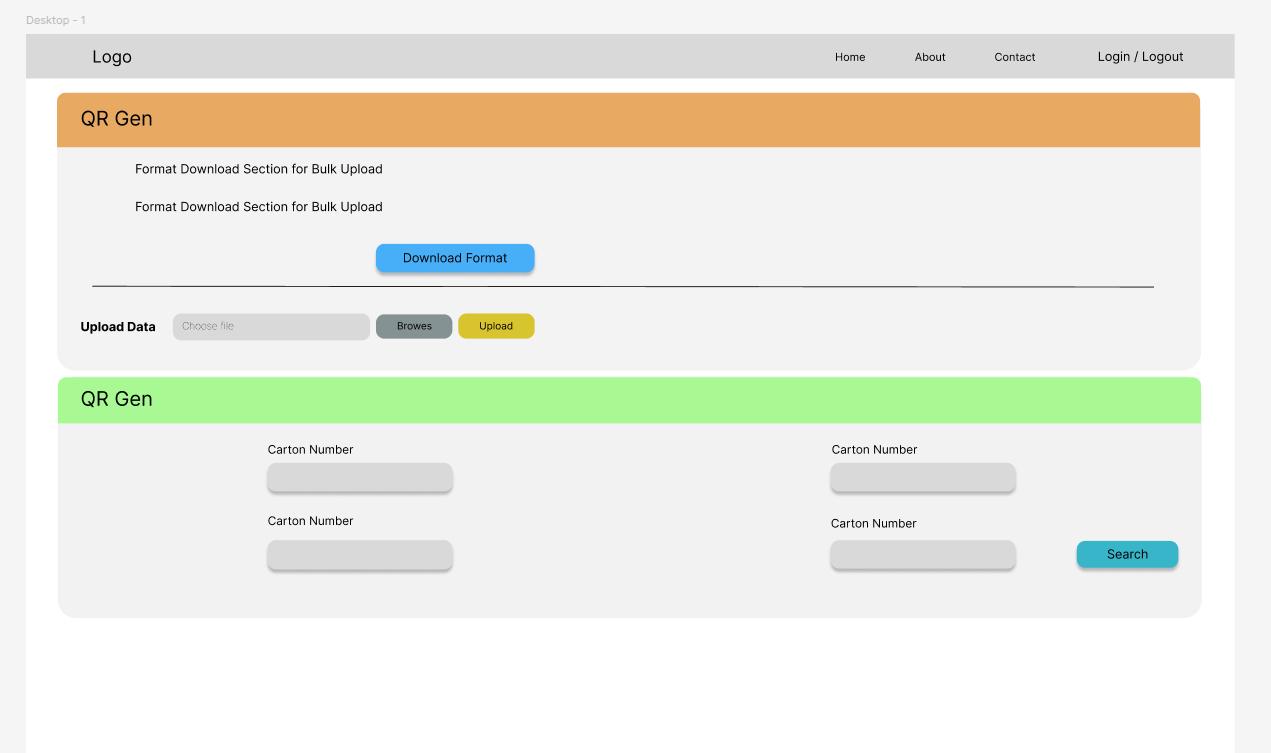 Desktop - 1
Logo Home About Contact Login / Logout
QR Gen
Format Download Section for Bulk Upload
Format Download Section for Bulk Upload
Download Format
Upload Data Choose file Browes Upload
QR Gen
Carton Number Carton Number
Carton Number Carton Number
Search